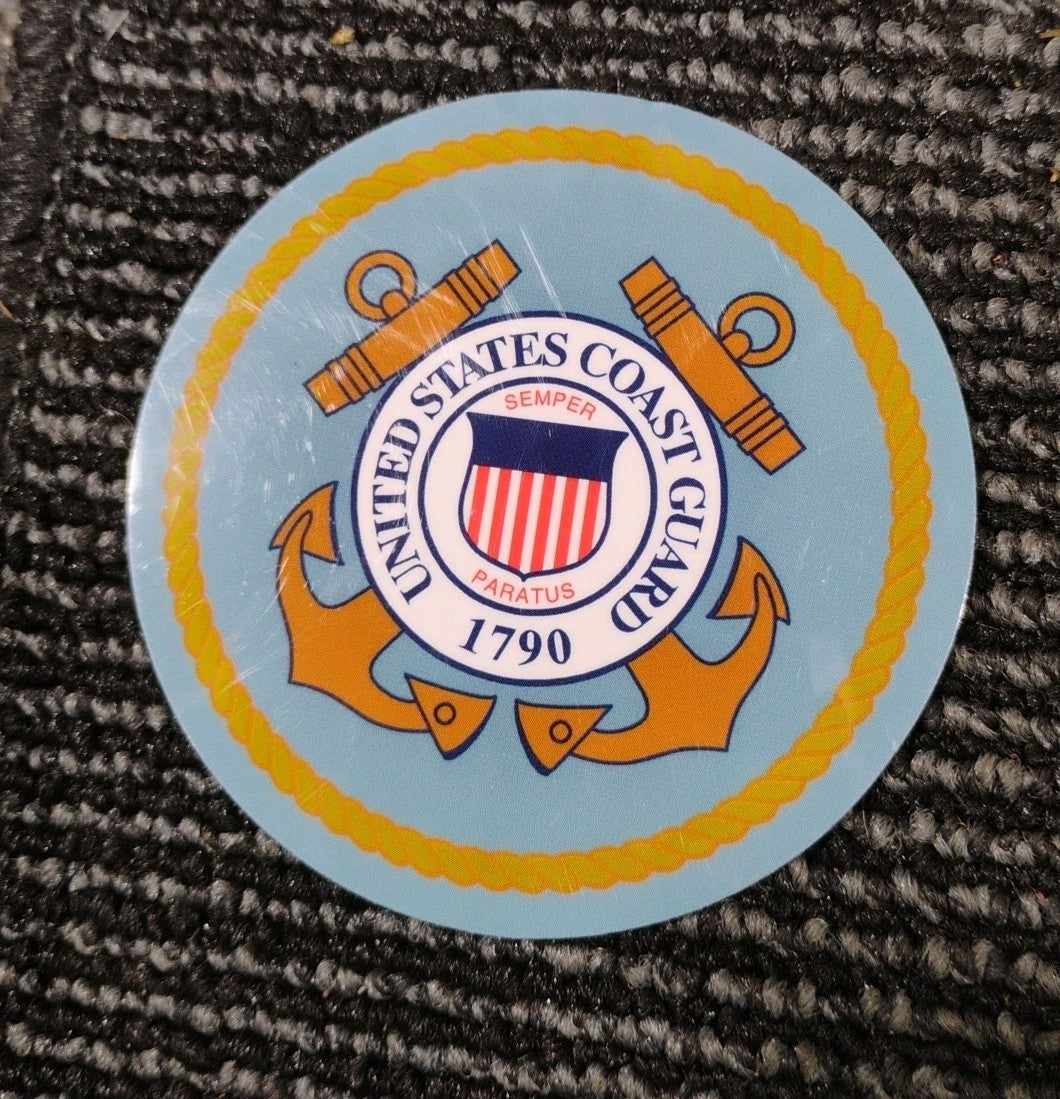 UNITED STATES COAST GUARD
SEMPER
PARATUS
1790